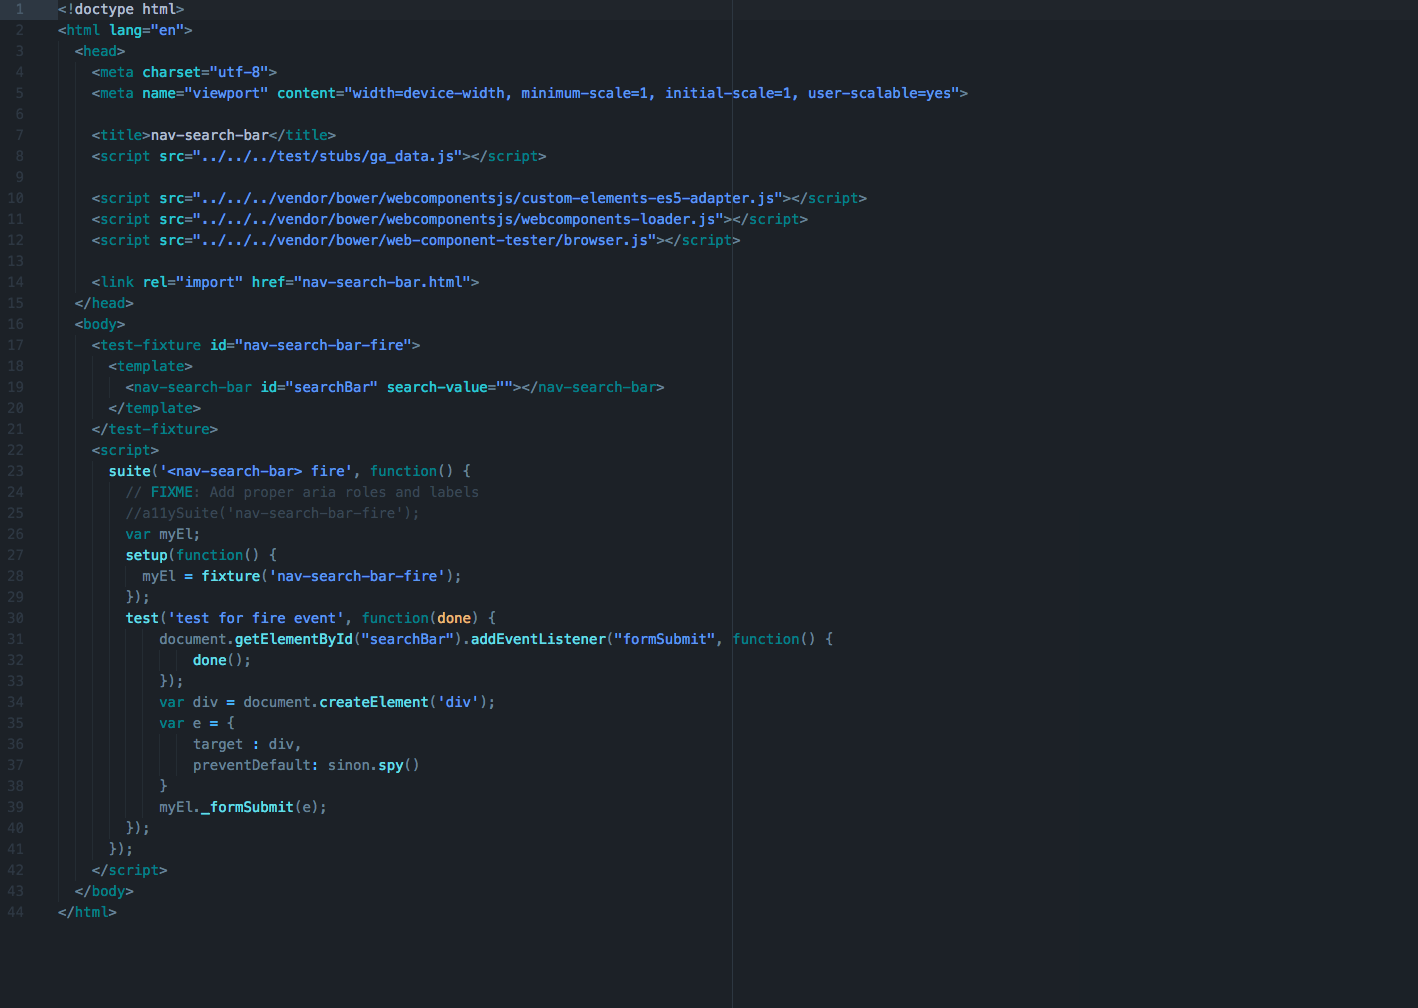 1 <!doctype html>
2 <html lang="en">
3 <head>
4 <meta charset="utf-8">
5 <meta name="viewport" content="width=device-width, minimum-scale=1, initial-scale=1, user-scalable=yes">
6
7 <title>nav-search-bar</title>
8 <script src="../../../test/stubs/ga_data.js"></script>
9
10 <script src="../../../vendor/bower/webcomponentsjs/custom-elements-es5-adapter.js"></script>
11 <script src="../../../vendor/bower/webcomponentsjs/webcomponents-loader.js"></script>
12 <script src="../../../vendor/bower/web-component-tester/browser.js"></script>
13
14 <link rel="import" href="nav-search-bar.html">
15 </head>
16 <body>
17 <test-fixture id="nav-search-bar-fire">
18 <template>
19 <nav-search-bar id="searchBar" search-value=""></nav-search-bar>
20 </template>
21 </test-fixture>
22 <script>
23 suite('<nav-search-bar> fire', function() {
24 // FIXME: Add proper aria roles and labels
25 //a11ySuite('nav-search-bar-fire');
26 var myEl;
27 setup(function() {
28 myEl = fixture('nav-search-bar-fire');
29 });
30 test('test for fire event', function(done) {
31 document.getElementById("searchBar").addEventListener("formSubmit", function() {
32 done();
33 });
34 var div = document.createElement('div');
35 var e = {
36 target : div,
37 preventDefault: sinon.spy()
38 }
39 myEl._formSubmit(e);
40 });
41 });
42 </script>
43 </body>
44 </html>